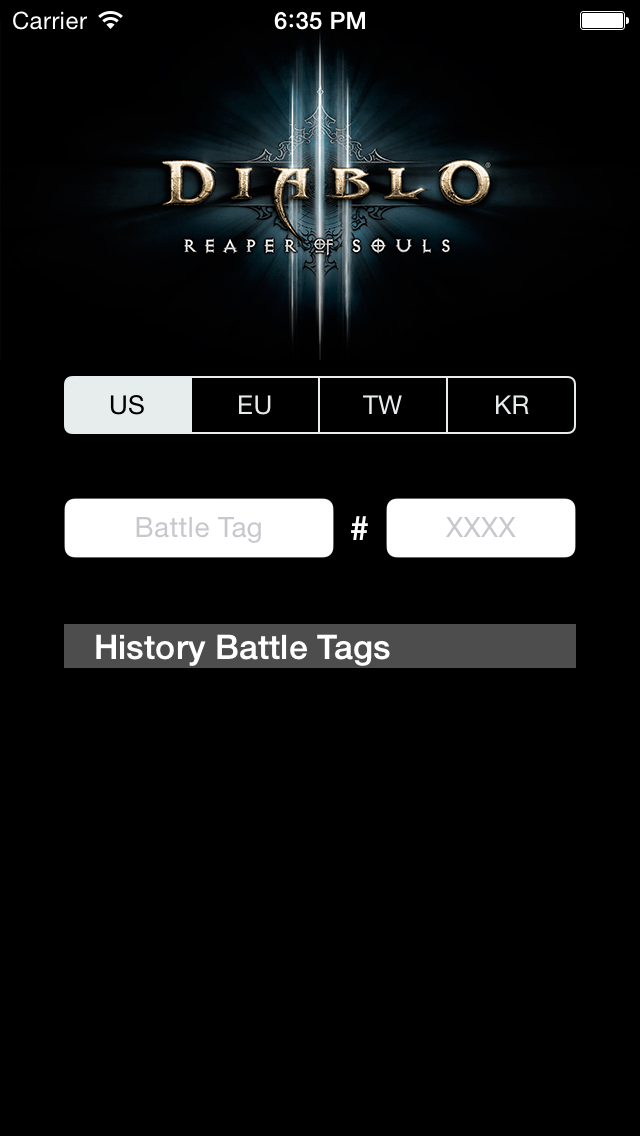 Carrier 6:35 PM
DIABLO®
REAPER OF SOULS
US EU TW KR
Battle Tag # XXXX
History Battle Tags